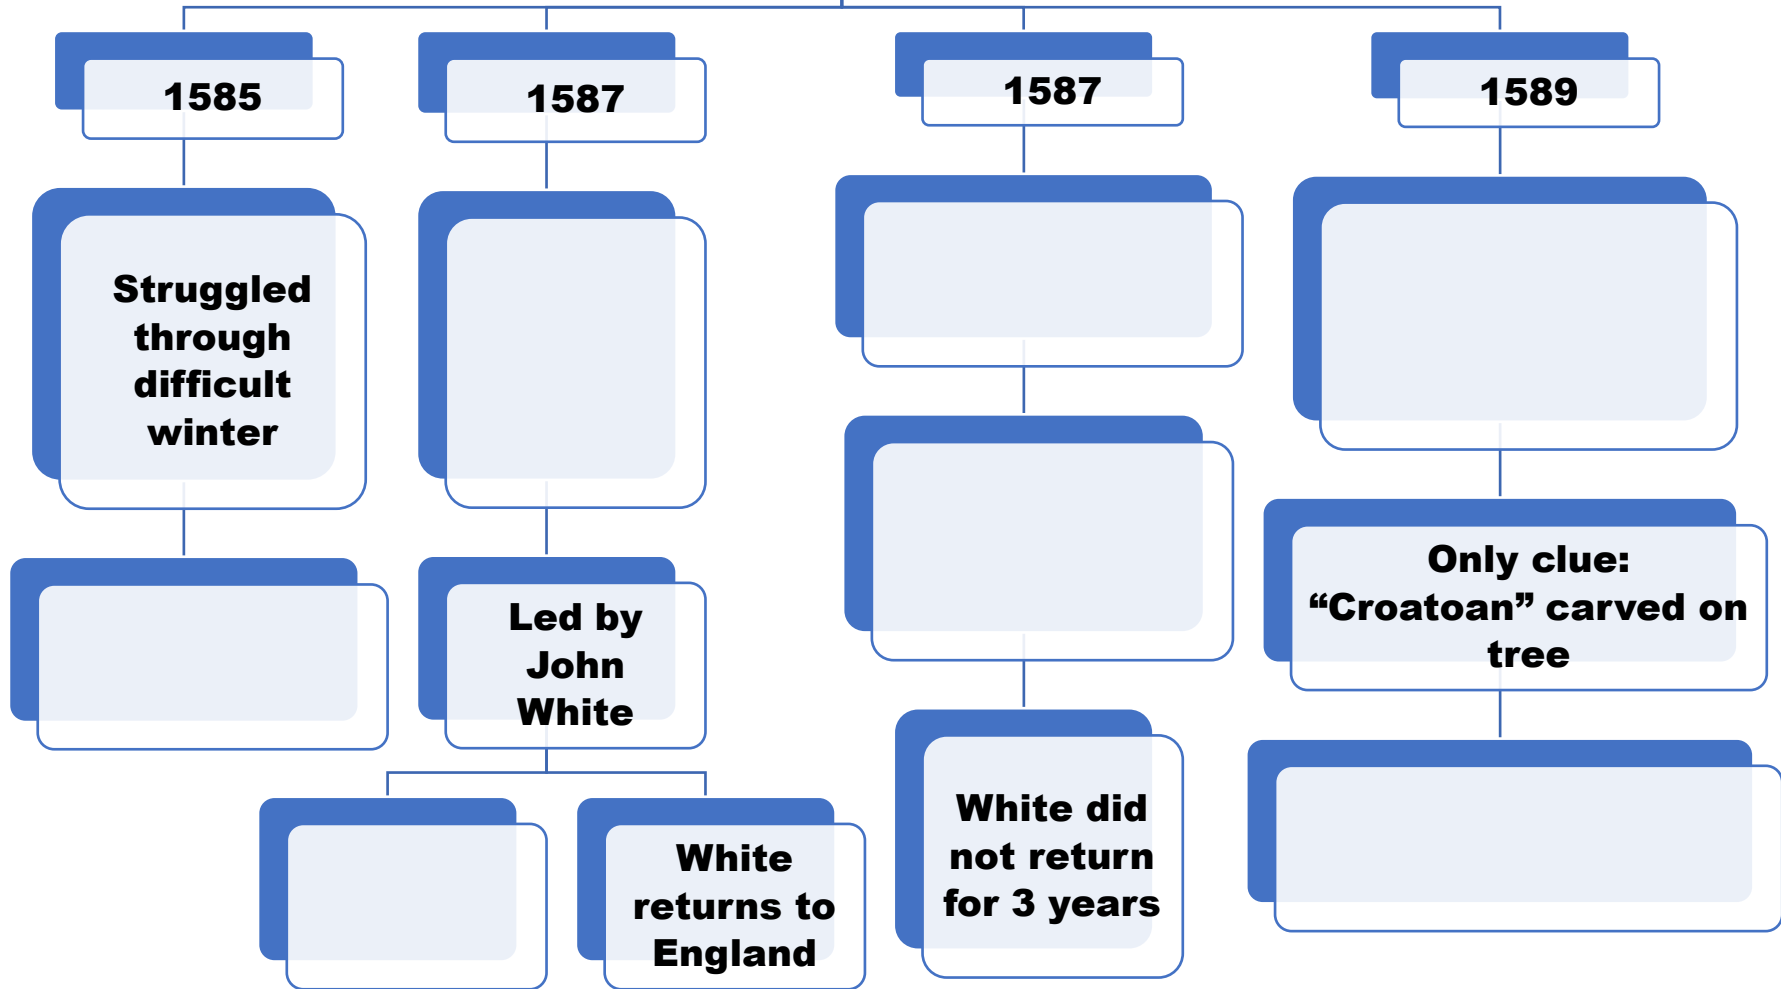 1585
1587
1587
1589
Struggled
through
difficult
winter
Led by
John
White
White
returns to
England
White did
not return
for 3 years
Only clue:
“Croatoan” carved on
tree